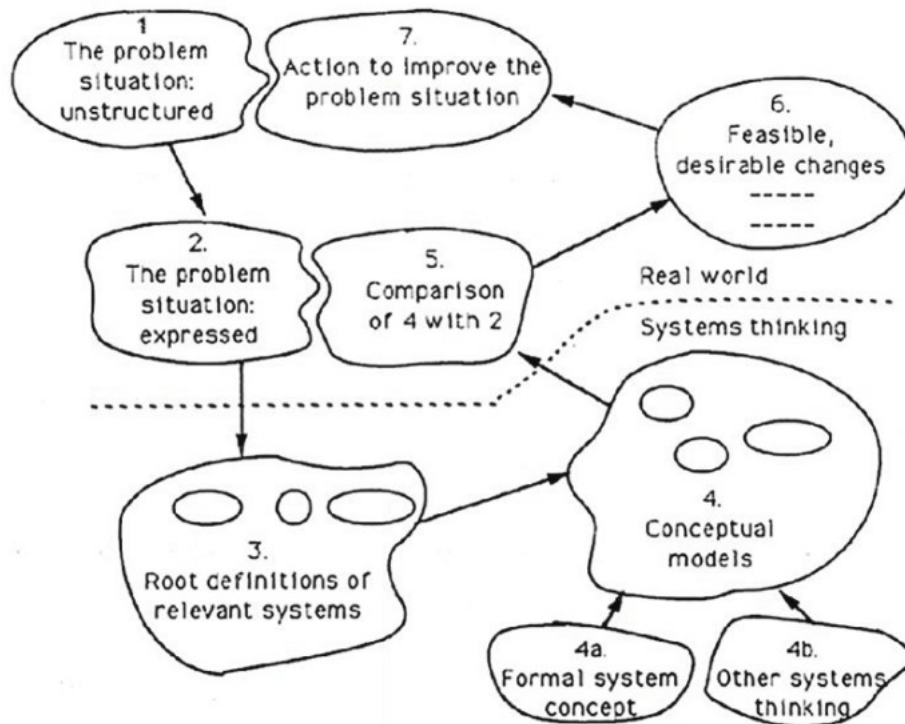 1
The problem
situation:
unstructured
7.
Action to improve the
problem situation
6.
Feasible,
desirable changes
-----
-----
2.
The problem
situation:
expressed
5.
Comparison
of 4 with 2
Real world
Systems thinking
3.
Root definitions of
relevant systems
4.
Conceptual
models
4a.
Formal system
concept
4b.
Other systems
thinking